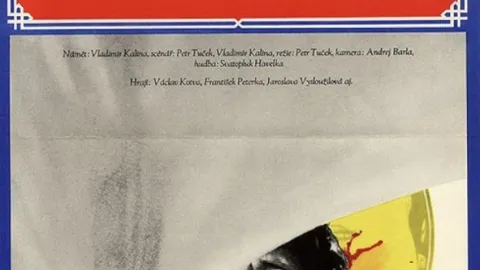 Námět: Vladimír Kalina, scénář: Petr Tuček, Vladimír Kalina, režie: Petr Tuček, kamera: Andrej Barla,
hudba: Svatopluk Havelka
Hrají: Václav Kotva, František Peterka, Jaroslava Vysloužilová aj.